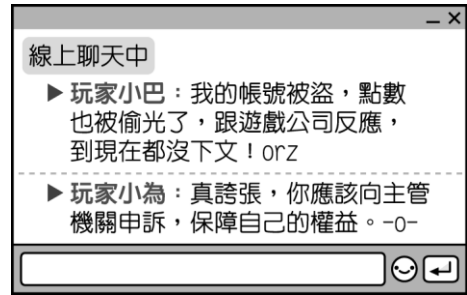 線上聊天中
▶玩家小巴：我的帳號被盜，點數
也被偷光了，跟遊戲公司反應，
到現在都沒下文！orz
▶玩家小為：真誇張，你應該向主管
機關申訴，保障自己的權益。-o-